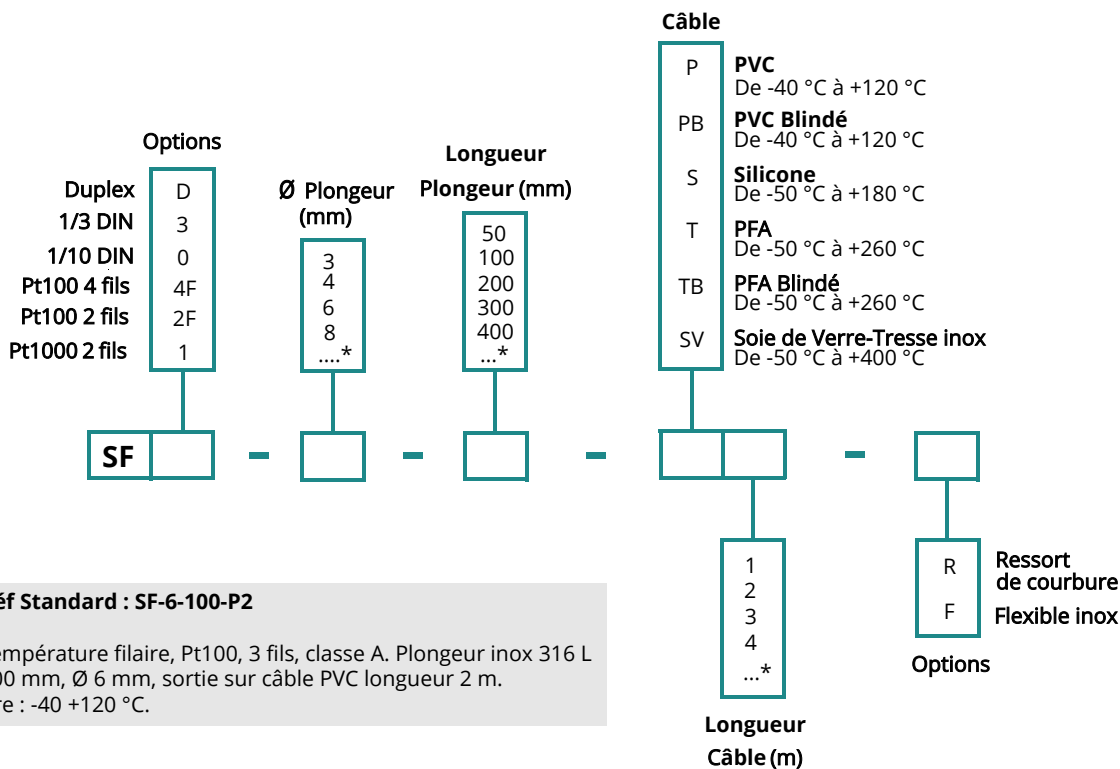 Câble
P PVC
De -40 °C à +120 °C
PB PVC Blindé
De -40 °C à +120 °C
S Silicone
De -50 °C à +180 °C
T PFA
De -50 °C à +260 °C
TB PFA Blindé
De -50 °C à +260 °C
SV Soie de Verre-Tresse inox
De -50 °C à +400 °C
Options
Duplex D
1/3 DIN 3
1/10 DIN 0
Pt100 4 fils 4F
Pt100 2 fils 2F
Pt1000 2 fils 1
Ø Plongeur
(mm)
3
4
6
8
....*
Longueur
Plongeur (mm)
50
100
200
300
400
...*
SF - - - -
1
2
3
4
...*
Longueur
Câble (m)
R Ressort
de courbure
F Flexible inox
Options
éf Standard : SF-6-100-P2
empérature filaire, Pt100, 3 fils, classe A. Plongeur inox 316 L
00 mm, Ø 6 mm, sortie sur câble PVC longueur 2 m.
re : -40 +120 °C.